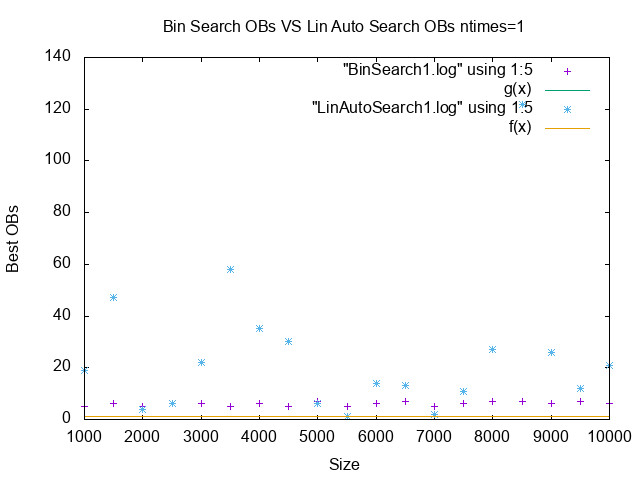 Bin Search OBs VS Lin Auto Search OBs ntimes=1
"BinSearch1.log" using 1:5
g(x)
"LinAutoSearch1.log" using 1:5
f(x)
140
120
100
80
60
40
20
0
Best OBs
1000 2000 3000 4000 5000 6000 7000 8000 9000 10000
Size